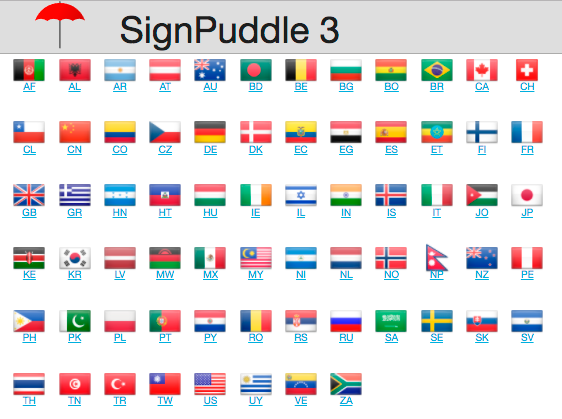 SignPuddle 3
AF AL AR AT AU BD BE BG BO BR CA CH
CL CN CO CZ DE DK EC EG ES ET FI FR
GB GR HN HT HU IE IL IN IS IT JO JP
KE KR LV MW MX MY NI NL NO NP NZ PE
PH PK PL PT PY RO RS RU SA SE SK SV
TH TN TR TW US UY VE ZA